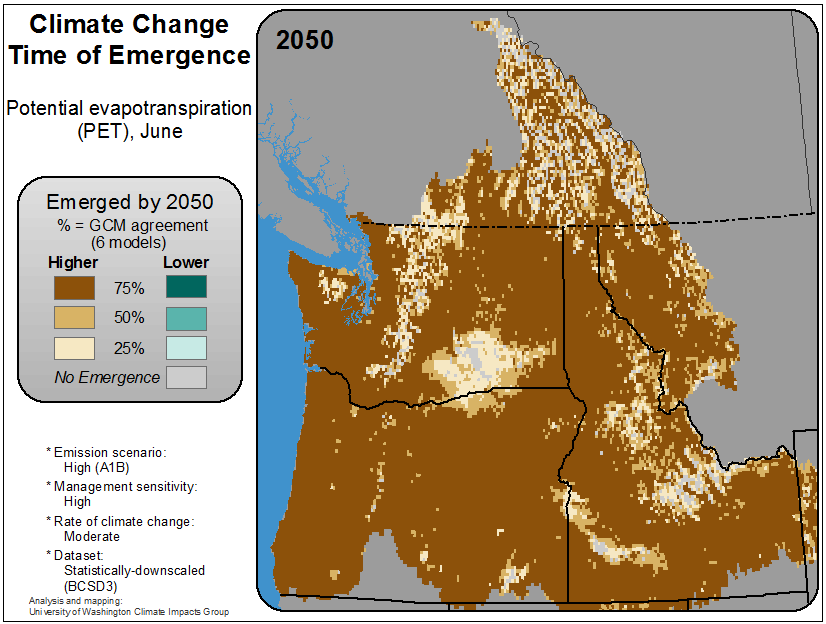 Climate Change
Time of Emergence
Potential evapotranspiration
(PET), June
Emerged by 2050
% = GCM agreement
(6 models)
Higher Lower
75%
50%
25%
No Emergence
* Emission scenario:
High (A1B)
* Management sensitivity:
High
* Rate of climate change:
Moderate
* Dataset:
Statistically-downscaled
(BCSD3)
Analysis and mapping:
University of Washington Climate Impacts Group
2050